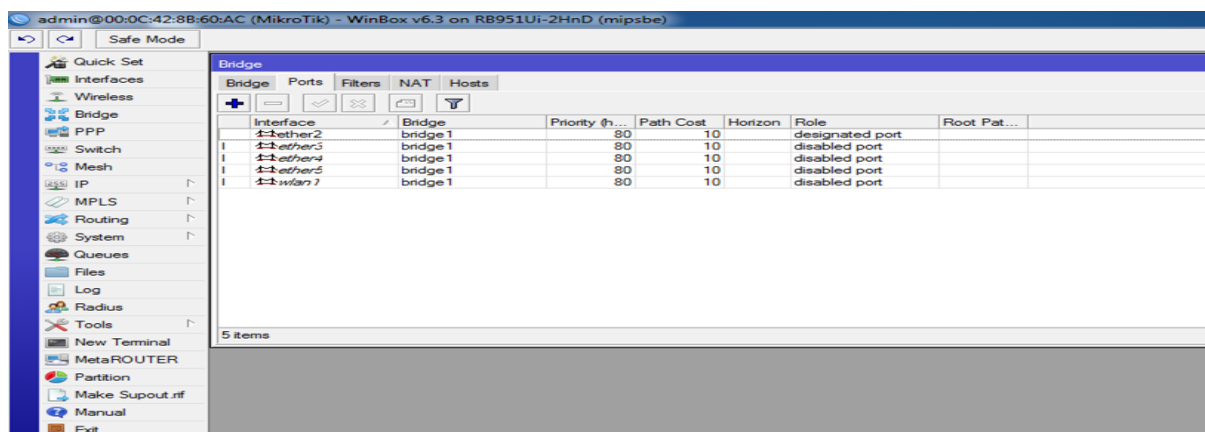 admin@00:0C:42:8B:60:AC (MikroTik) - WinBox v6.3 on RB951Ui-2HnD (mipsbe)
Safe Mode
Quick Set
Interfaces
Wireless
Bridge
PPP
Switch
Mesh
IP
MPLS
Routing
System
Queues
Files
Log
Radius
Tools
New Terminal
MetaROUTER
Partition
Make Supout.rif
Manual
Exit
Bridge
Bridge Ports Filters NAT Hosts
Interface Bridge Priority (h... Path Cost Horizon Role Root Pat...
ether2 bridge1 80 10 designated port
I ether3 bridge1 80 10 disabled port
I ether4 bridge1 80 10 disabled port
I ether5 bridge1 80 10 disabled port
I wlan1 bridge1 80 10 disabled port
5 items